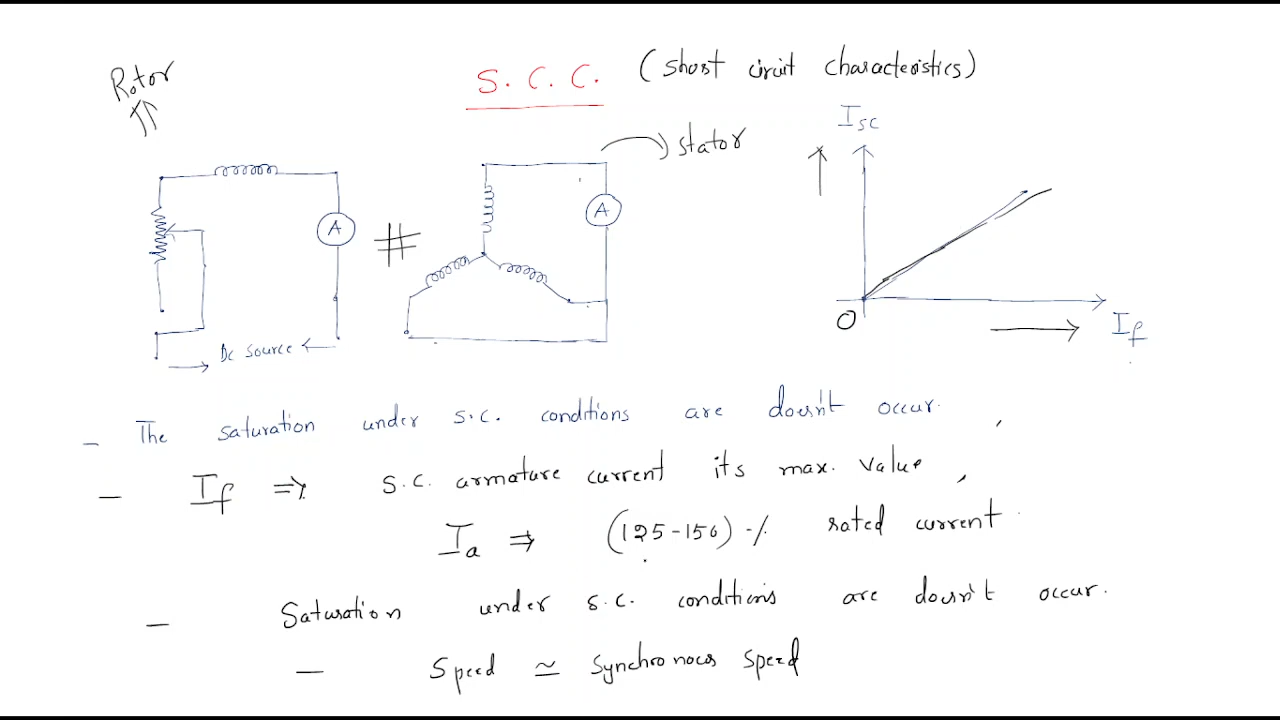 Rotor
S. C. C. (Short circuit characteristics)
stator
A
A
#
Dc source
Isc
O
If
- The saturation under s.c. conditions are doesn't occur.
- If ⇒ s.c. armature current its max. value,
Ia ⇒ (125-150) % rated current
- Saturation under s.c. conditions are doesn't occur.
- Speed ≃ synchronous speed